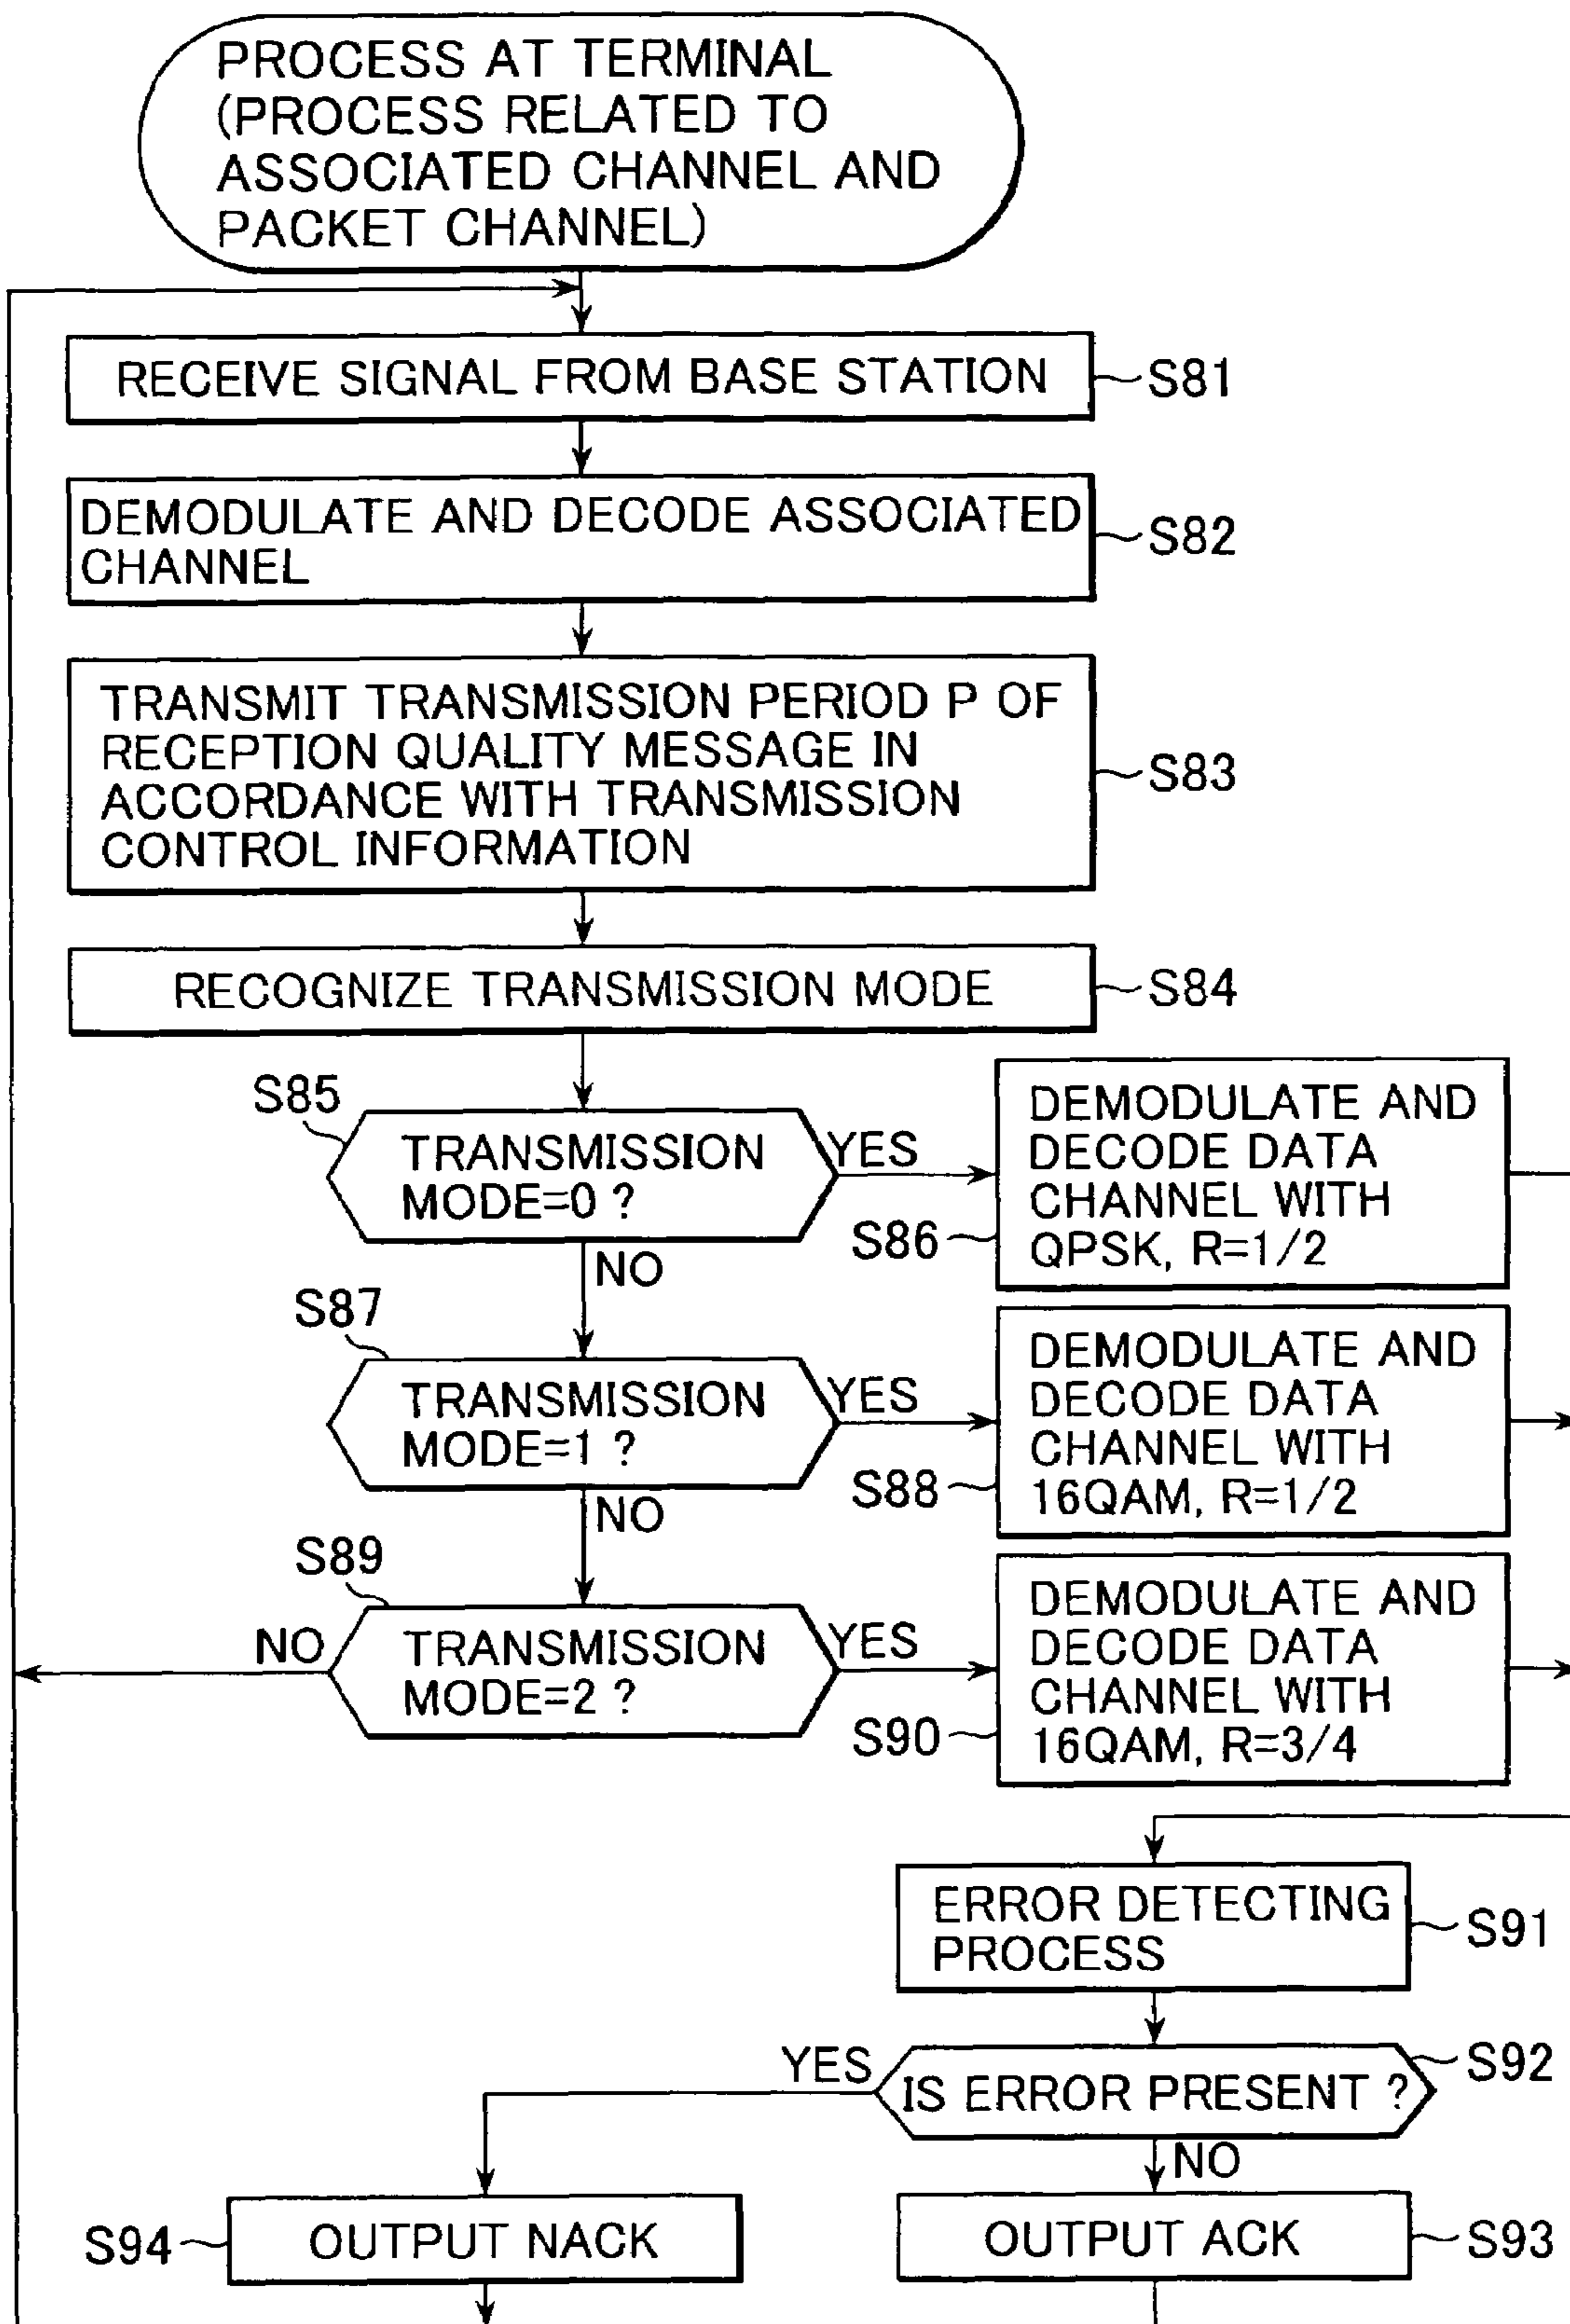 PROCESS AT TERMINAL
(PROCESS RELATED TO
ASSOCIATED CHANNEL AND
PACKET CHANNEL)
RECEIVE SIGNAL FROM BASE STATION
S81
DEMODULATE AND DECODE ASSOCIATED
CHANNEL
S82
TRANSMIT TRANSMISSION PERIOD P OF
RECEPTION QUALITY MESSAGE IN
ACCORDANCE WITH TRANSMISSION
CONTROL INFORMATION
S83
RECOGNIZE TRANSMISSION MODE
S84
S85
TRANSMISSION
MODE=0 ?
YES
NO
DEMODULATE AND
DECODE DATA
CHANNEL WITH
QPSK, R=1/2
S86
S87
TRANSMISSION
MODE=1 ?
YES
NO
DEMODULATE AND
DECODE DATA
CHANNEL WITH
16QAM, R=1/2
S88
S89
NO
TRANSMISSION
MODE=2 ?
YES
DEMODULATE AND
DECODE DATA
CHANNEL WITH
16QAM, R=3/4
S90
ERROR DETECTING
PROCESS
S91
YES
IS ERROR PRESENT ?
S92
NO
S94
OUTPUT NACK
OUTPUT ACK
S93